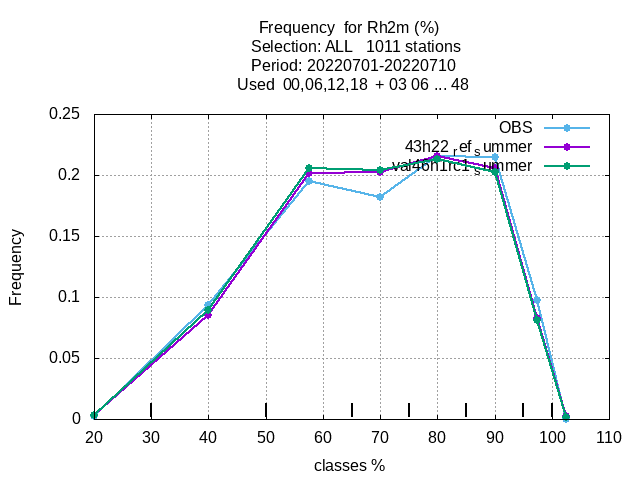 Frequency  for Rh2m (%)
Selection: ALL   1011 stations
Period: 20220701-20220710
Used  00,06,12,18  + 03 06 ... 48
OBS
43h22_ref_summer
val46h1rc1_summer
0.25
0.2
0.15
0.1
0.05
0
Frequency
20 30 40 50 60 70 80 90 100 110
classes %